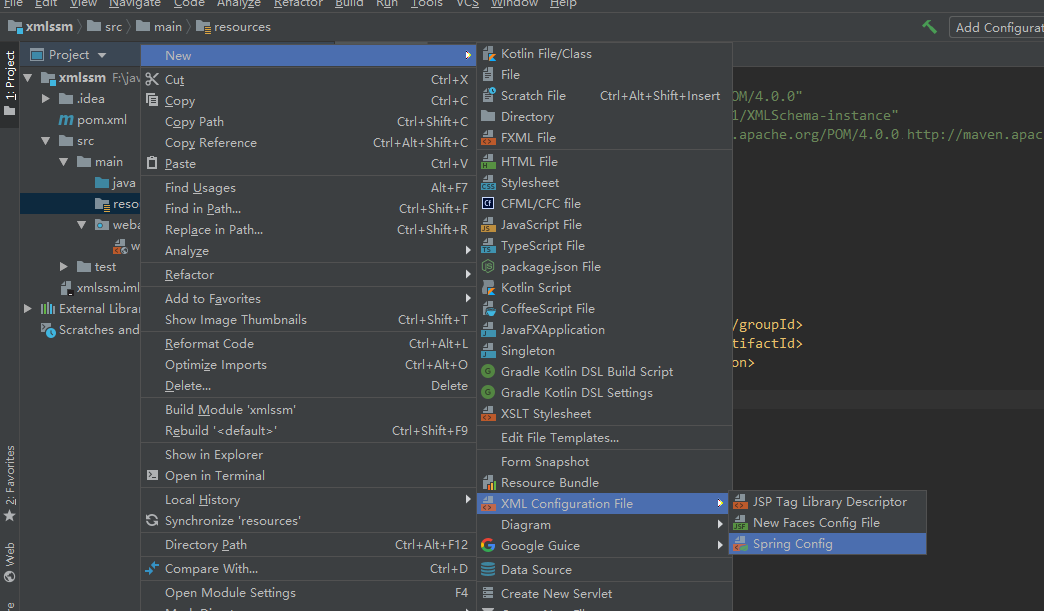 File Edit View Navigate Code Analyze Refactor Build Run Tools VCS Window Help
xmlssm src main resources Add Configurat
1: Project
Project
xmlssm F:\jav
.idea
pom.xml
src
main
java
reso
weba
w
test
xmlssm.iml
External Librar
Scratches and
2: Favorites
Web
New
Cut Ctrl+X
Copy Ctrl+C
Copy Path Ctrl+Shift+C
Copy Reference Ctrl+Alt+Shift+C
Paste Ctrl+V
Find Usages Alt+F7
Find in Path... Ctrl+Shift+F
Replace in Path... Ctrl+Shift+R
Analyze
Refactor
Add to Favorites
Show Image Thumbnails Ctrl+Shift+T
Reformat Code Ctrl+Alt+L
Optimize Imports Ctrl+Alt+O
Delete... Delete
Build Module 'xmlssm'
Rebuild '<default>' Ctrl+Shift+F9
Show in Explorer
Open in Terminal
Local History
Synchronize 'resources'
Directory Path Ctrl+Alt+F12
Compare With... Ctrl+D
Open Module Settings F4
Kotlin File/Class
File
Scratch File Ctrl+Alt+Shift+Insert
Directory
FXML File
HTML File
Stylesheet
CFML/CFC file
JavaScript File
TypeScript File
package.json File
Kotlin Script
CoffeeScript File
JavaFXApplication
Singleton
Gradle Kotlin DSL Build Script
Gradle Kotlin DSL Settings
XSLT Stylesheet
Edit File Templates...
Form Snapshot
Resource Bundle
XML Configuration File
Diagram
Google Guice
Data Source
Create New Servlet
JSP Tag Library Descriptor
New Faces Config File
Spring Config
OM/4.0.0"
1/XMLSchema-instance"
.apache.org/POM/4.0.0 http://maven.apac
/groupId>
tifactId>
on>